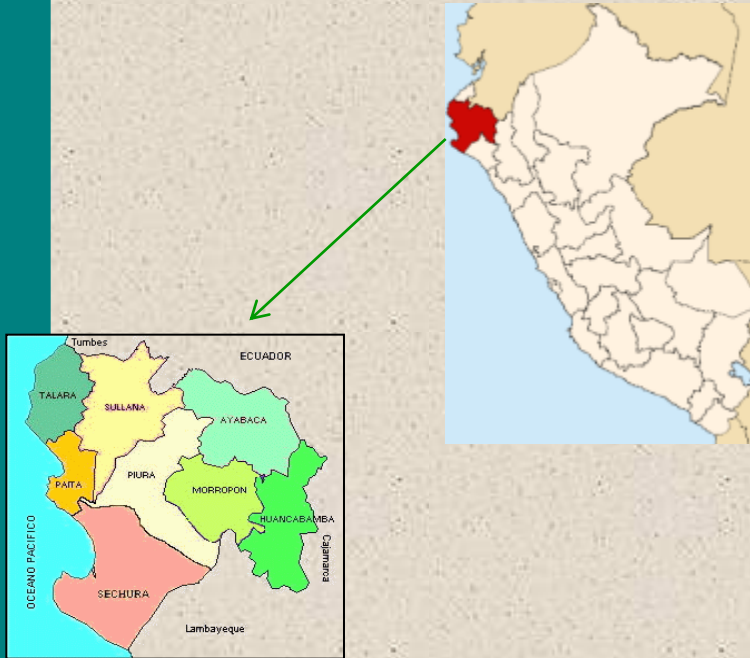 Tumbes
ECUADOR
TALARA
SULLANA
AYABACA
PAITA
PIURA
MORROPON
HUANCABAMBA
OCEANO PACIFICO
Cajamarca
SECHURA
Lambayeque